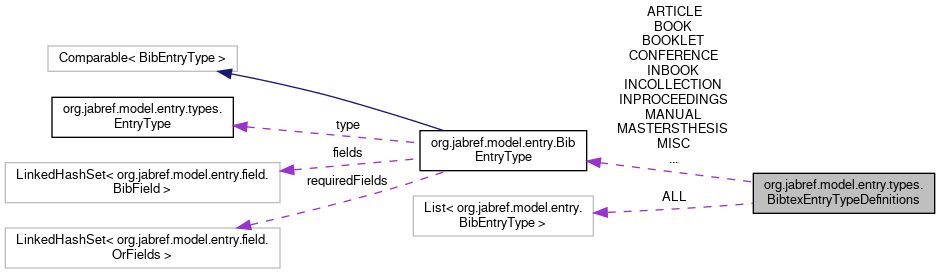 ARTICLE
BOOK
BOOKLET
CONFERENCE
INBOOK
INCOLLECTION
INPROCEEDINGS
MANUAL
MASTERSTHESIS
MISC
...
Comparable< BibEntryType >
org.jabref.model.entry.types.
EntryType
type
fields
requiredFields
LinkedHashSet< org.jabref.model.entry.field.
BibField >
LinkedHashSet< org.jabref.model.entry.field.
OrFields >
org.jabref.model.entry.Bib
EntryType
List< org.jabref.model.entry.
BibEntryType >
ALL
org.jabref.model.entry.types.
BibtexEntryTypeDefinitions